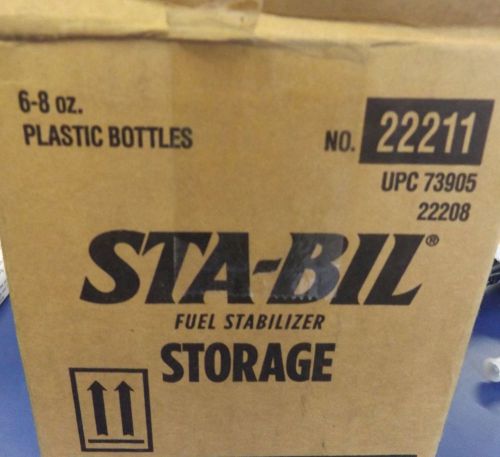 6-8 oz.
PLASTIC BOTTLES
NO. 22211
UPC 73905
22208
STA-BIL®
FUEL STABILIZER
STORAGE